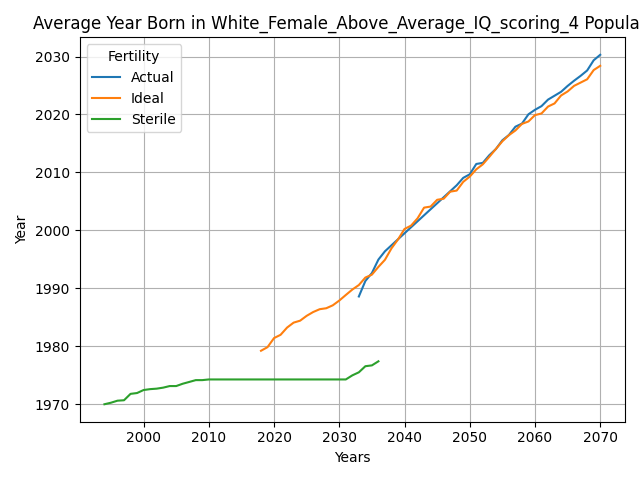 Average Year Born in White_Female_Above_Average_IQ_scoring_4 Popula
Fertility
Actual
Ideal
Sterile
Year
2030
2020
2010
2000
1990
1980
1970
2000 2010 2020 2030 2040 2050 2060 2070
Years